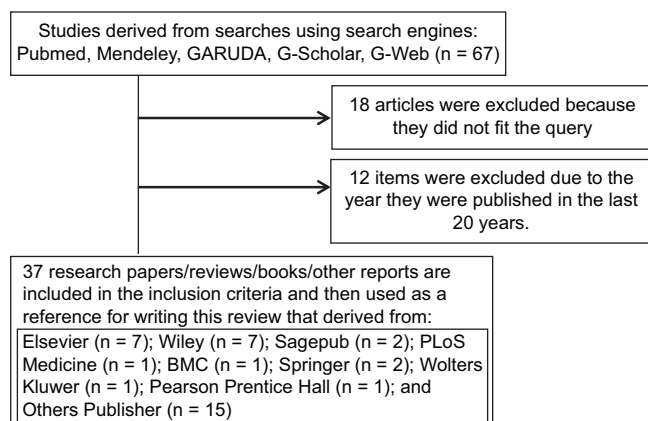 Studies derived from searches using search engines:
Pubmed, Mendeley, GARUDA, G-Scholar, G-Web (n = 67)
18 articles were excluded because
they did not fit the query
12 items were excluded due to the
year they were published in the last
20 years.
37 research papers/reviews/books/other reports are
included in the inclusion criteria and then used as a
reference for writing this review that derived from:
Elsevier (n = 7); Wiley (n = 7); Sagepub (n = 2); PLoS
Medicine (n = 1); BMC (n = 1); Springer (n = 2); Wolters
Kluwer (n = 1); Pearson Prentice Hall (n = 1); and
Others Publisher (n = 15)